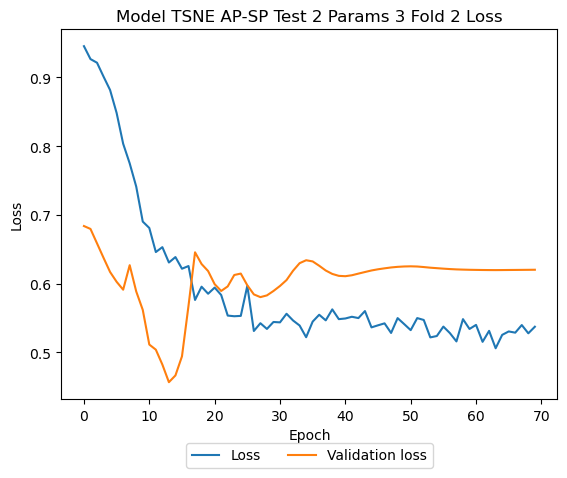 Model TSNE AP-SP Test 2 Params 3 Fold 2 Loss
0.9
0.8
0.7
0.6
0.5
Loss
0 10 20 30 40 50 60 70
Epoch
Loss Validation loss